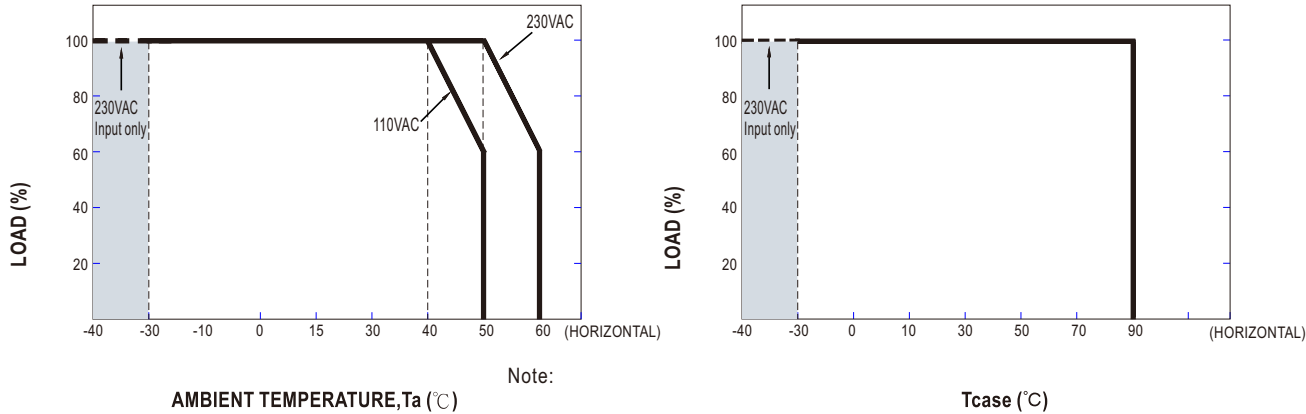 230VAC
100
230VAC
Input only
80
110VAC
60
40
20
LOAD (%)
-40 -30 -10 0 15 30 40 50 60 (HORIZONTAL)
Note:
AMBIENT TEMPERATURE,Ta (℃)
100
230VAC
Input only
80
60
40
20
LOAD (%)
-40 -30 0 10 30 50 70 90 (HORIZONTAL)
Tcase (℃)